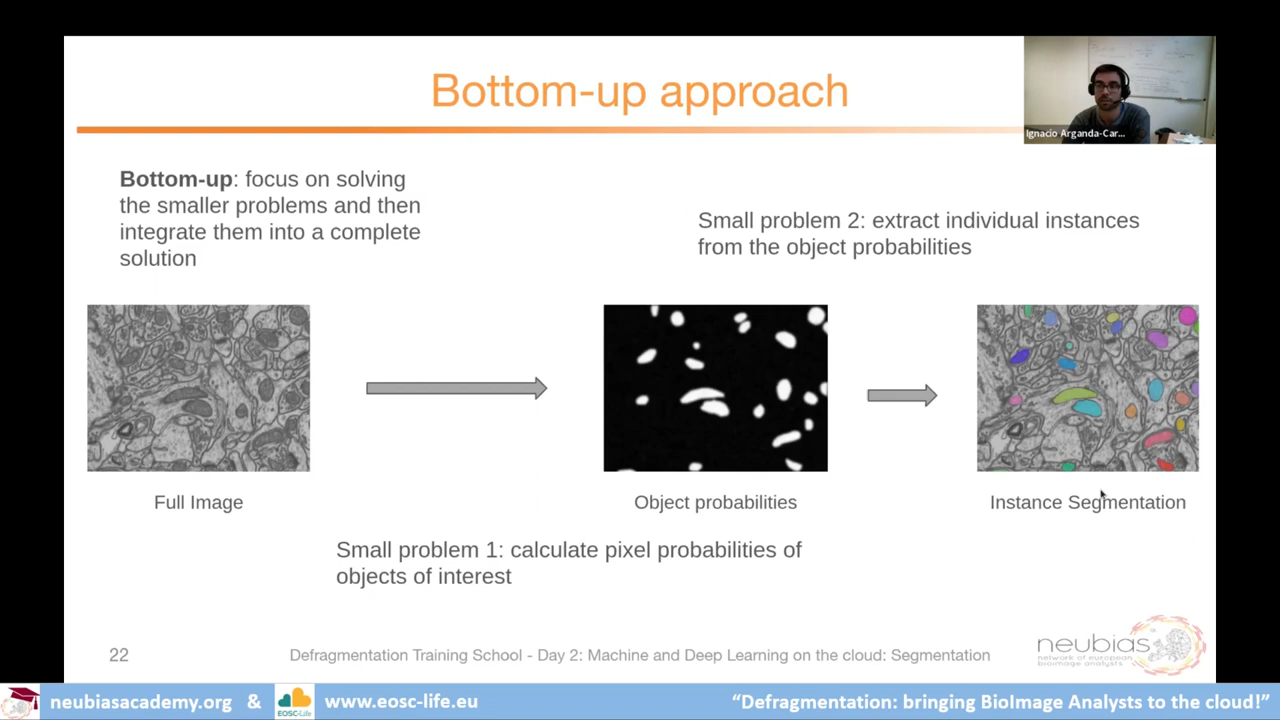 Bottom-up approach
Ignacio Arganda-Car...
Bottom-up: focus on solving
the smaller problems and then
integrate them into a complete
solution
Small problem 2: extract individual instances
from the object probabilities
Full Image
Object probabilities
Instance Segmentation
Small problem 1: calculate pixel probabilities of
objects of interest
22
Defragmentation Training School - Day 2: Machine and Deep Learning on the cloud: Segmentation
neubias
network of european
bioimage analysts
neubiasacademy.org & EOSC-Life www.eosc-life.eu
“Defragmentation: bringing BioImage Analysts to the cloud!”